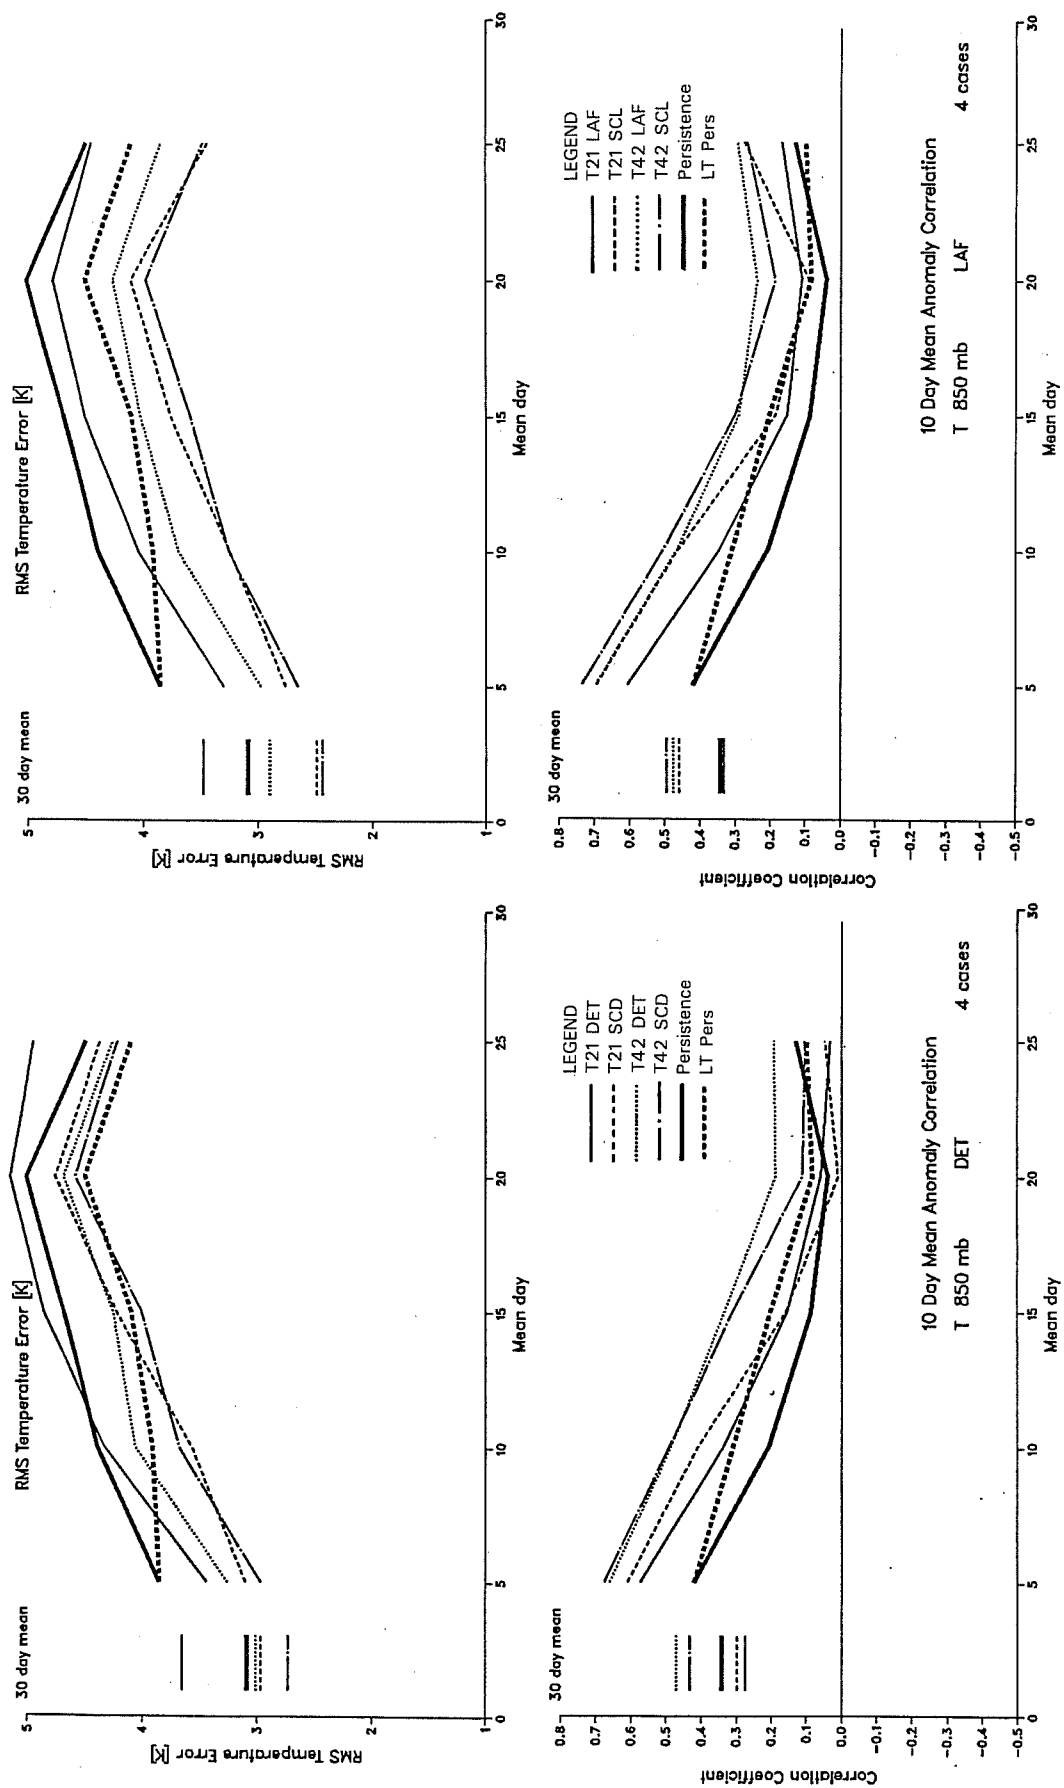 RMS Temperature Error [K]
30 day mean
5
4
3
2
1
RMS Temperature Error [K]
0
5
10
15
20
25
30
Mean day
RMS Temperature Error [K]
30 day mean
5
4
3
2
1
RMS Temperature Error [K]
0
5
10
15
20
25
30
Mean day
30 day mean
LEGEND
T21 DET
T21 SCD
T42 DET
T42 SCD
Persistence
LT Pers
0.8
0.7
0.6
0.5
0.4
0.3
0.2
0.1
0.0
-0.1
-0.2
-0.3
-0.4
-0.5
Correlation Coefficient
10 Day Mean Anomaly Correlation
T 850 mb DET 4 cases
0
5
10
15
20
25
30
Mean day
30 day mean
LEGEND
T21 LAF
T21 SCL
T42 LAF
T42 SCL
Persistence
LT Pers
0.8
0.7
0.6
0.5
0.4
0.3
0.2
0.1
0.0
-0.1
-0.2
-0.3
-0.4
-0.5
Correlation Coefficient
10 Day Mean Anomaly Correlation
T 850 mb LAF 4 cases
0
5
10
15
20
25
30
Mean day